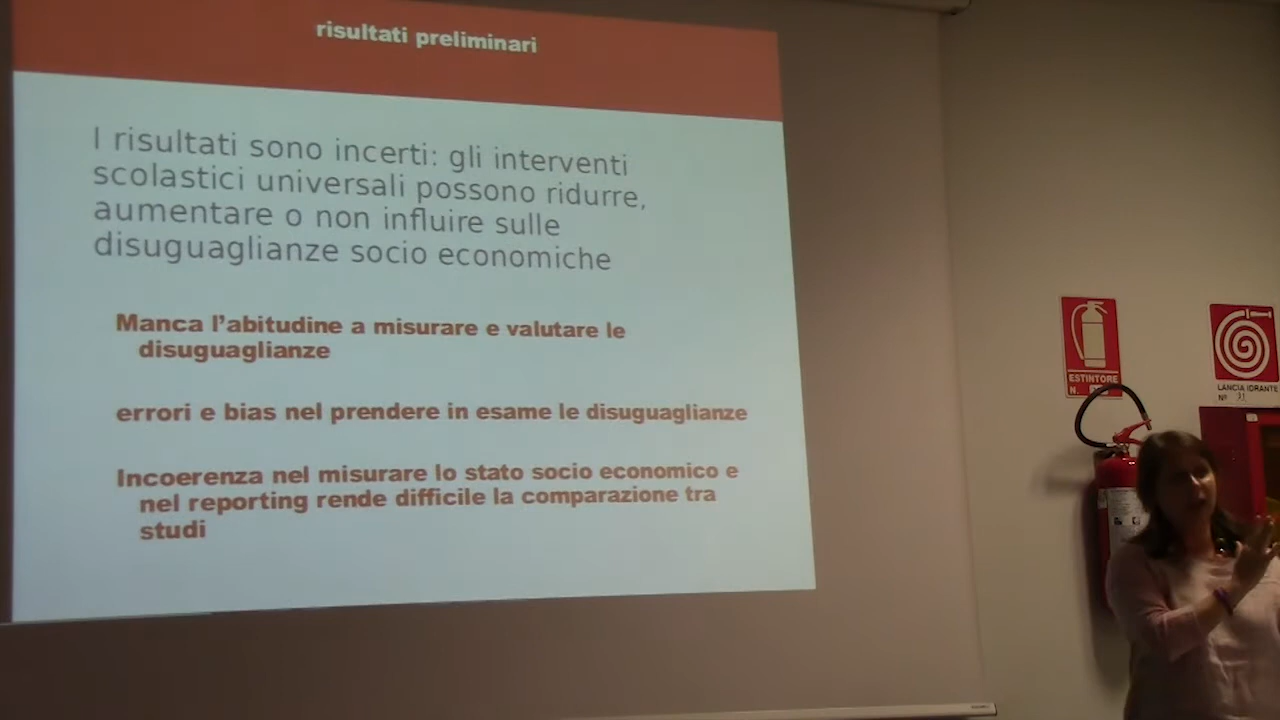 risultati preliminari
I risultati sono incerti: gli interventi
scolastici universali possono ridurre,
aumentare o non influire sulle
disuguaglianze socio economiche
Manca l’abitudine a misurare e valutare le
disuguaglianze
errori e bias nel prendere in esame le disuguaglianze
Incoerenza nel misurare lo stato socio economico e
nel reporting rende difficile la comparazione tra
studi
ESTINTORE
N.
LANCIA IDRANTE
Nº